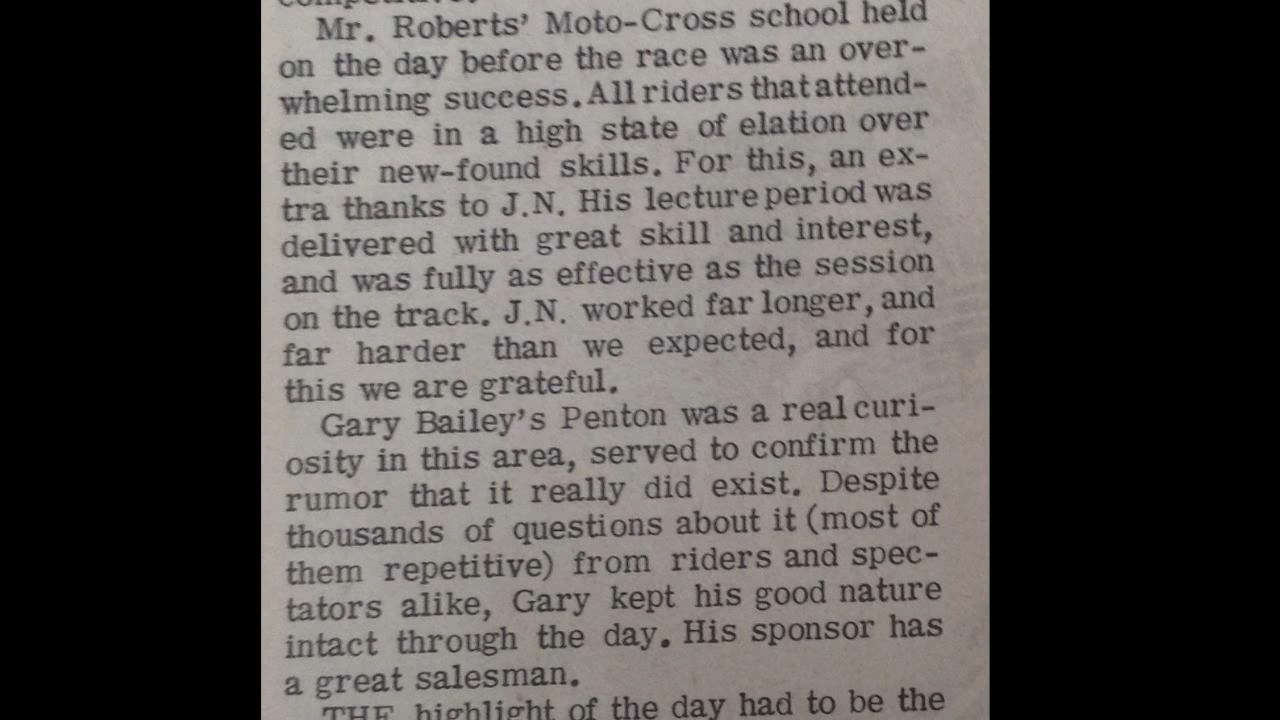 Mr. Roberts' Moto-Cross school held
on the day before the race was an over-
whelming success. All riders that attend-
ed were in a high state of elation over
their new-found skills. For this, an ex-
tra thanks to J.N. His lecture period was
delivered with great skill and interest,
and was fully as effective as the session
on the track. J.N. worked far longer, and
far harder than we expected, and for
this we are grateful.
Gary Bailey's Penton was a real curi-
osity in this area, served to confirm the
rumor that it really did exist. Despite
thousands of questions about it (most of
them repetitive) from riders and spec-
tators alike, Gary kept his good nature
intact through the day. His sponsor has
a great salesman.
THE highlight of the day had to be the